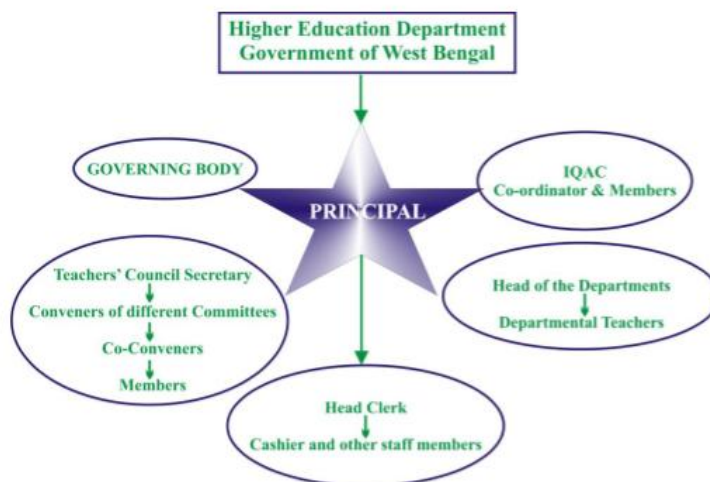 Higher Education Department
Government of West Bengal
GOVERNING BODY
IQAC
Co-ordinator & Members
PRINCIPAL
Teachers' Council Secretary
Conveners of different Committees
Co-Conveners
Members
Head of the Departments
Departmental Teachers
Head Clerk
Cashier and other staff members